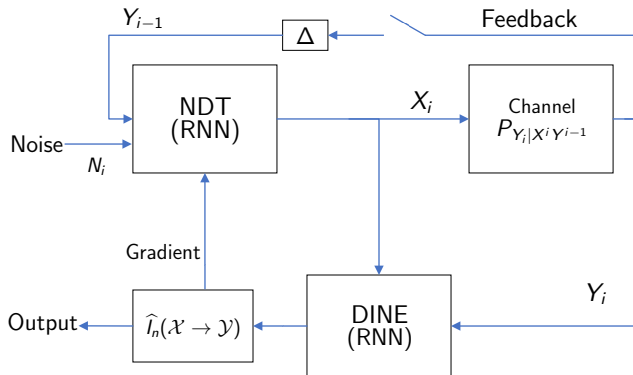 Y_{i−1}
Δ
Feedback
NDT
(RNN)
X_i
Channel
P_{Y_i|X^i Y^{i−1}}
Noise
N_i
Gradient
Output
Î_n(𝒳 → 𝒴)
DINE
(RNN)
Y_i